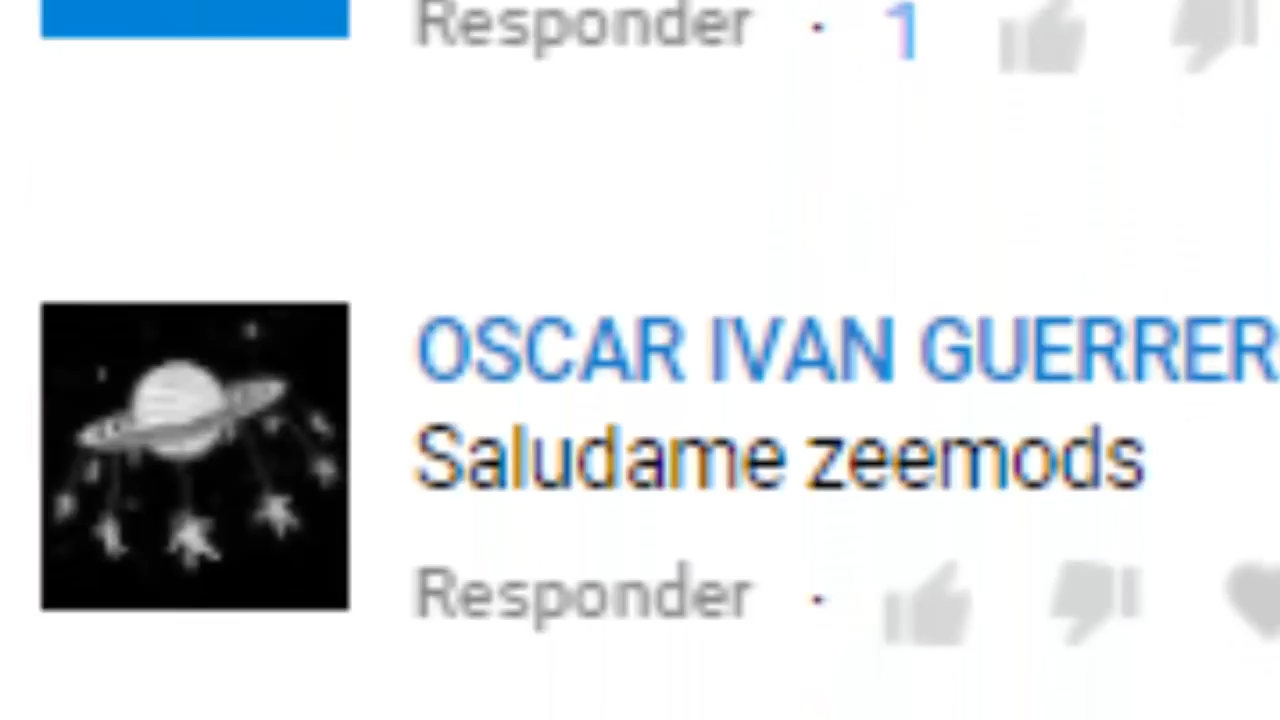 Responder · 1
OSCAR IVAN GUERRER
Saludame zeemods
Responder ·